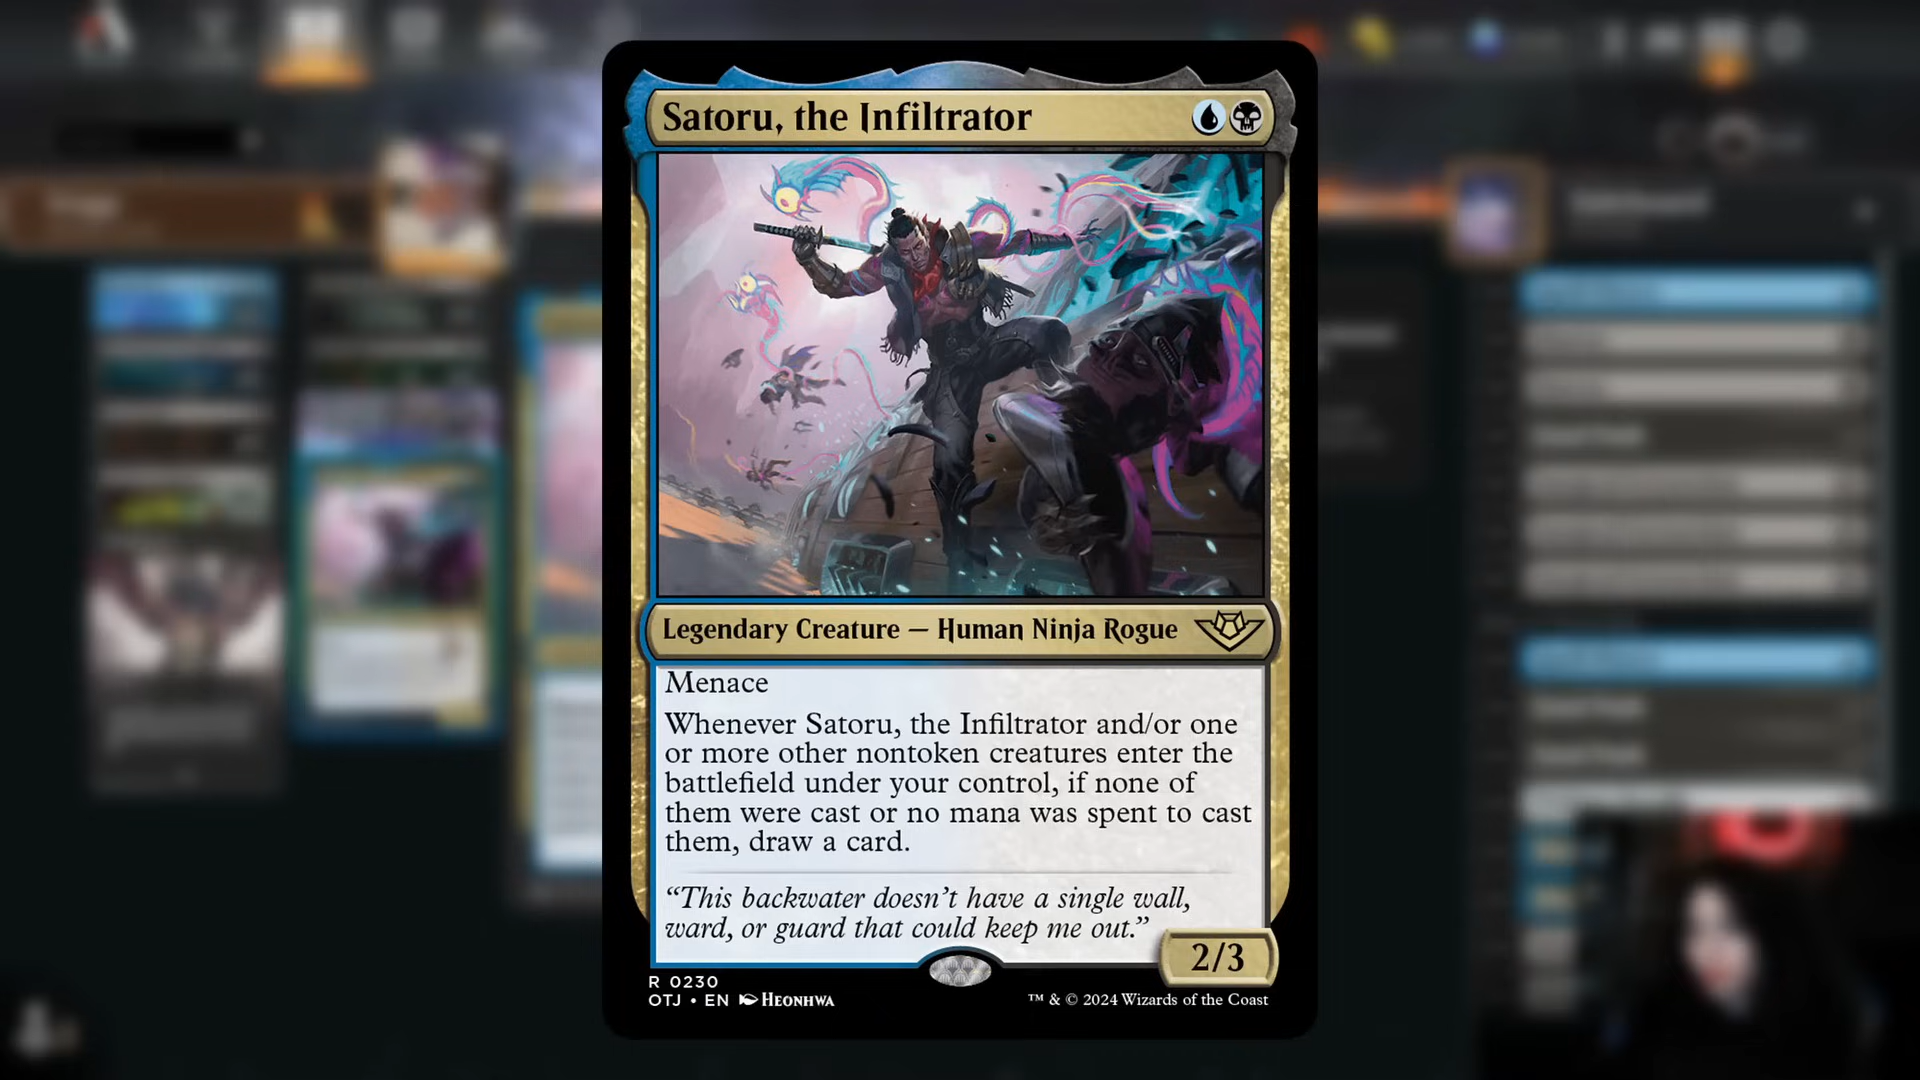 Satoru, the Infiltrator
Legendary Creature — Human Ninja Rogue
Menace
Whenever Satoru, the Infiltrator and/or one
or more other nontoken creatures enter the
battlefield under your control, if none of
them were cast or no mana was spent to cast
them, draw a card.
“This backwater doesn’t have a single wall,
ward, or guard that could keep me out.”
2/3
R 0230
OTJ • EN HEONHWA
™ & © 2024 Wizards of the Coast